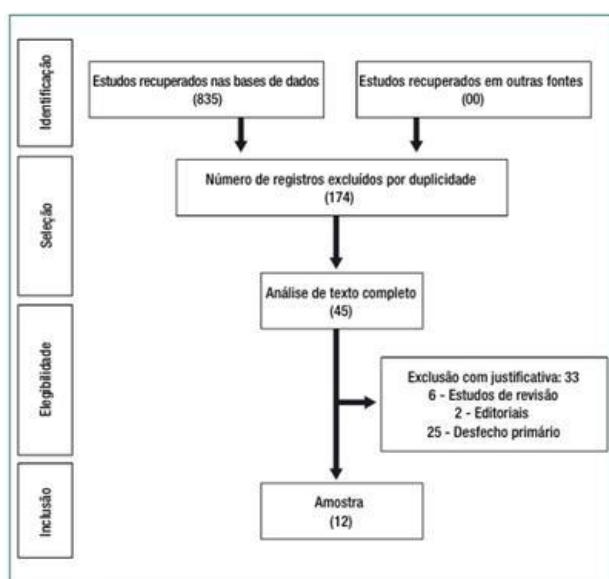 Identificação
Estudos recuperados nas bases de dados
(835)
Estudos recuperados em outras fontes
(00)
Seleção
Número de registros excluídos por duplicidade
(174)
Análise de texto completo
(45)
Elegibilidade
Exclusão com justificativa: 33
6 - Estudos de revisão
2 - Editoriais
25 - Desfecho primário
Inclusão
Amostra
(12)